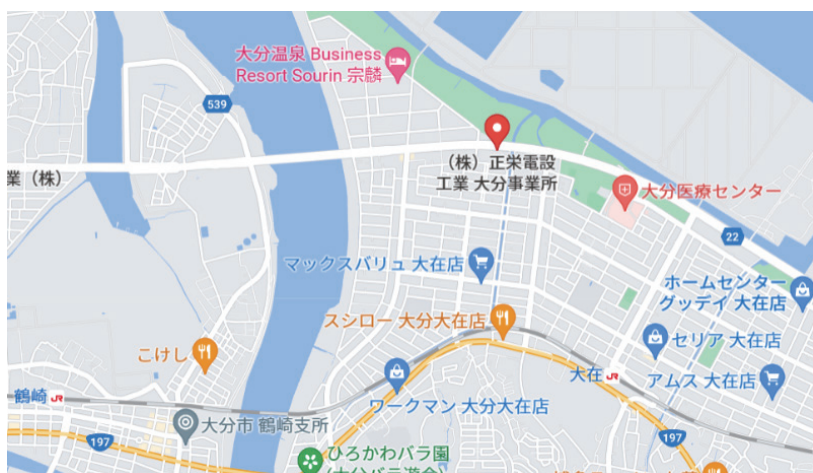 大分温泉 Business
Resort Sourin 宗麟
539
業（株）
（株）正栄電設
工業 大分事業所
大分医療センター
22
マックスバリュ 大在店
ホームセンター
グッデイ 大在店
スシロー 大分大在店
こけし
セリア 大在店
鶴崎 JR
大在 JR
アムス 大在店
ワークマン 大分大在店
大分市 鶴崎支所
197
197
ひろかわバラ園